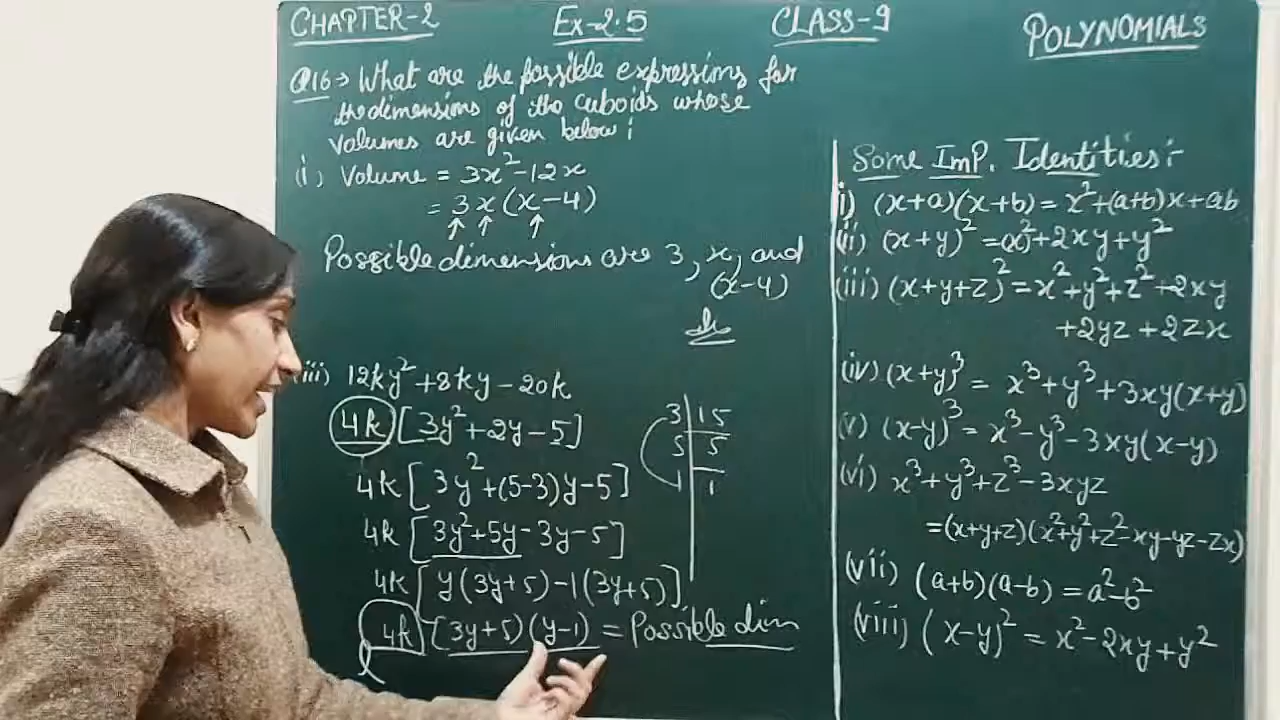 CHAPTER-2 Ex-2.5 CLASS-9 POLYNOMIALS
Q16→ What are the possible expressions for
the dimensions of the cuboids whose
volumes are given below:
(i) Volume = 3x²-12x
= 3x(x-4)
Possible dimensions are 3, x, and
(x-4)
(iii) 12ky²+8ky-20k
4k[3y²+2y-5]
4k[3y²+(5-3)y-5]
4k[3y²+5y-3y-5]
4k[y(3y+5)-1(3y+5)]
4k[3y+5)(y-1) = Possible dim
3 | 15
5 | 5
1 | 1
Some Imp. Identities:-
i) (x+a)(x+b) = x²+(a+b)x+ab
(ii) (x+y)² = (x)²+2xy+y²
(iii) (x+y+z)² = x²+y²+z²+2xy
+2yz+2zx
(iv) (x+y)³ = x³+y³+3xy(x+y)
(v) (x-y)³ = x³-y³-3xy(x-y)
(vi) x³+y³+z³-3xyz
=(x+y+z)(x²+y²+z²-xy-yz-zx)
(vii) (a+b)(a-b) = a²-b²
(viii) (x-y)² = x²-2xy+y²